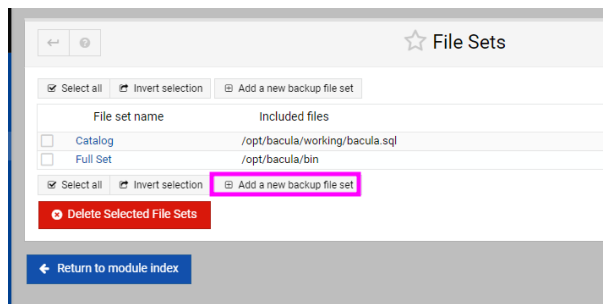 File Sets
Select all Invert selection Add a new backup file set
File set name Included files
Catalog /opt/bacula/working/bacula.sql
Full Set /opt/bacula/bin
Select all Invert selection Add a new backup file set
Delete Selected File Sets
Return to module index